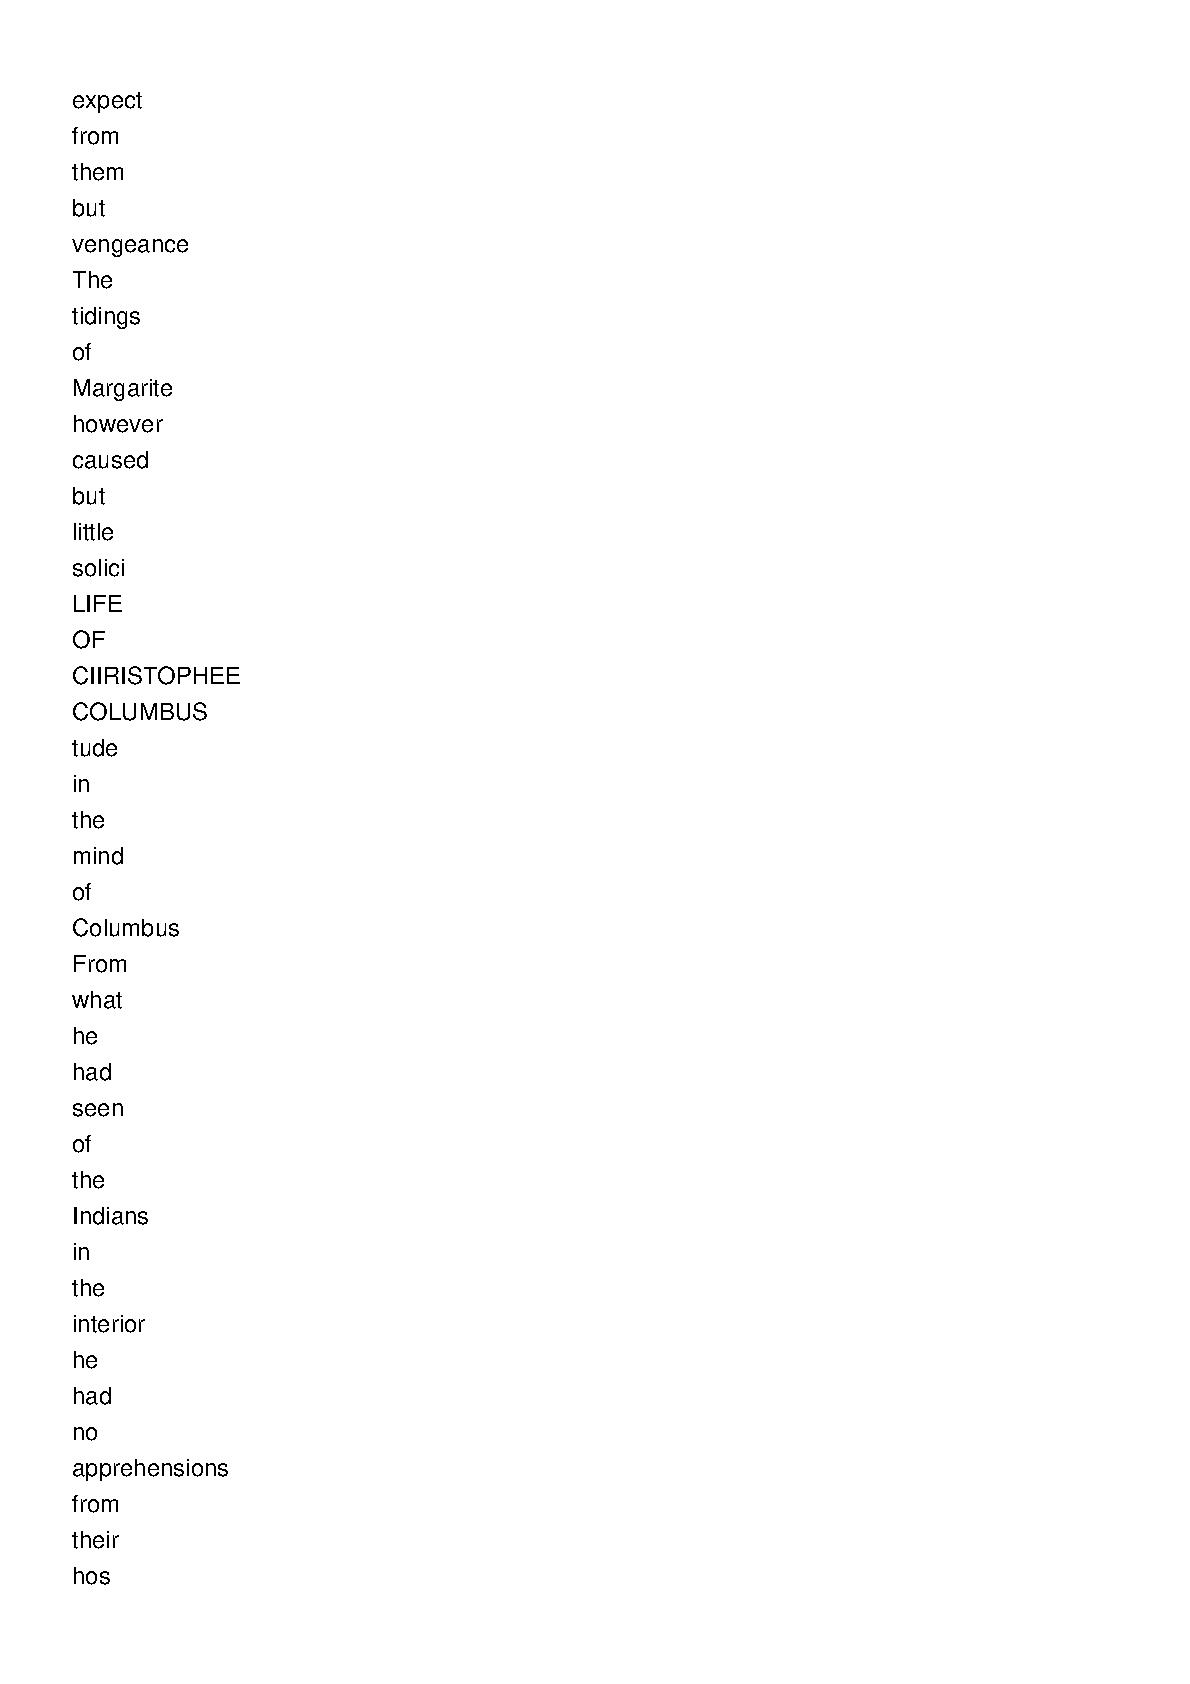 expect
from
them
but
vengeance
The
tidings
of
Margarite
however
caused
but
little
solici
LIFE
OF
CIIRISTOPHEE
COLUMBUS
tude
in
the
mind
of
Columbus
From
what
he
had
seen
of
the
Indians
in
the
interior
he
had
no
apprehensions
from
their
hos